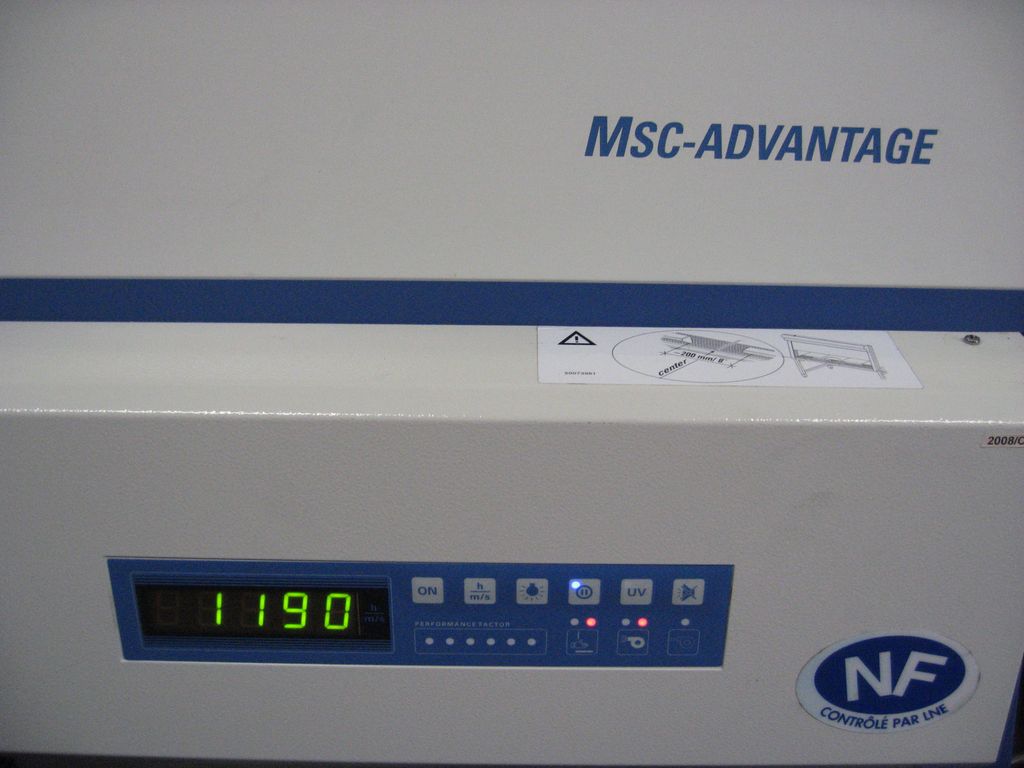 MSC-ADVANTAGE
200 mm/ 8
center
2008/C
ON
h
m/s
UV
1190
h
m/s
PERFORMANCE FACTOR
NF
CONTRÔLÉ PAR LNE